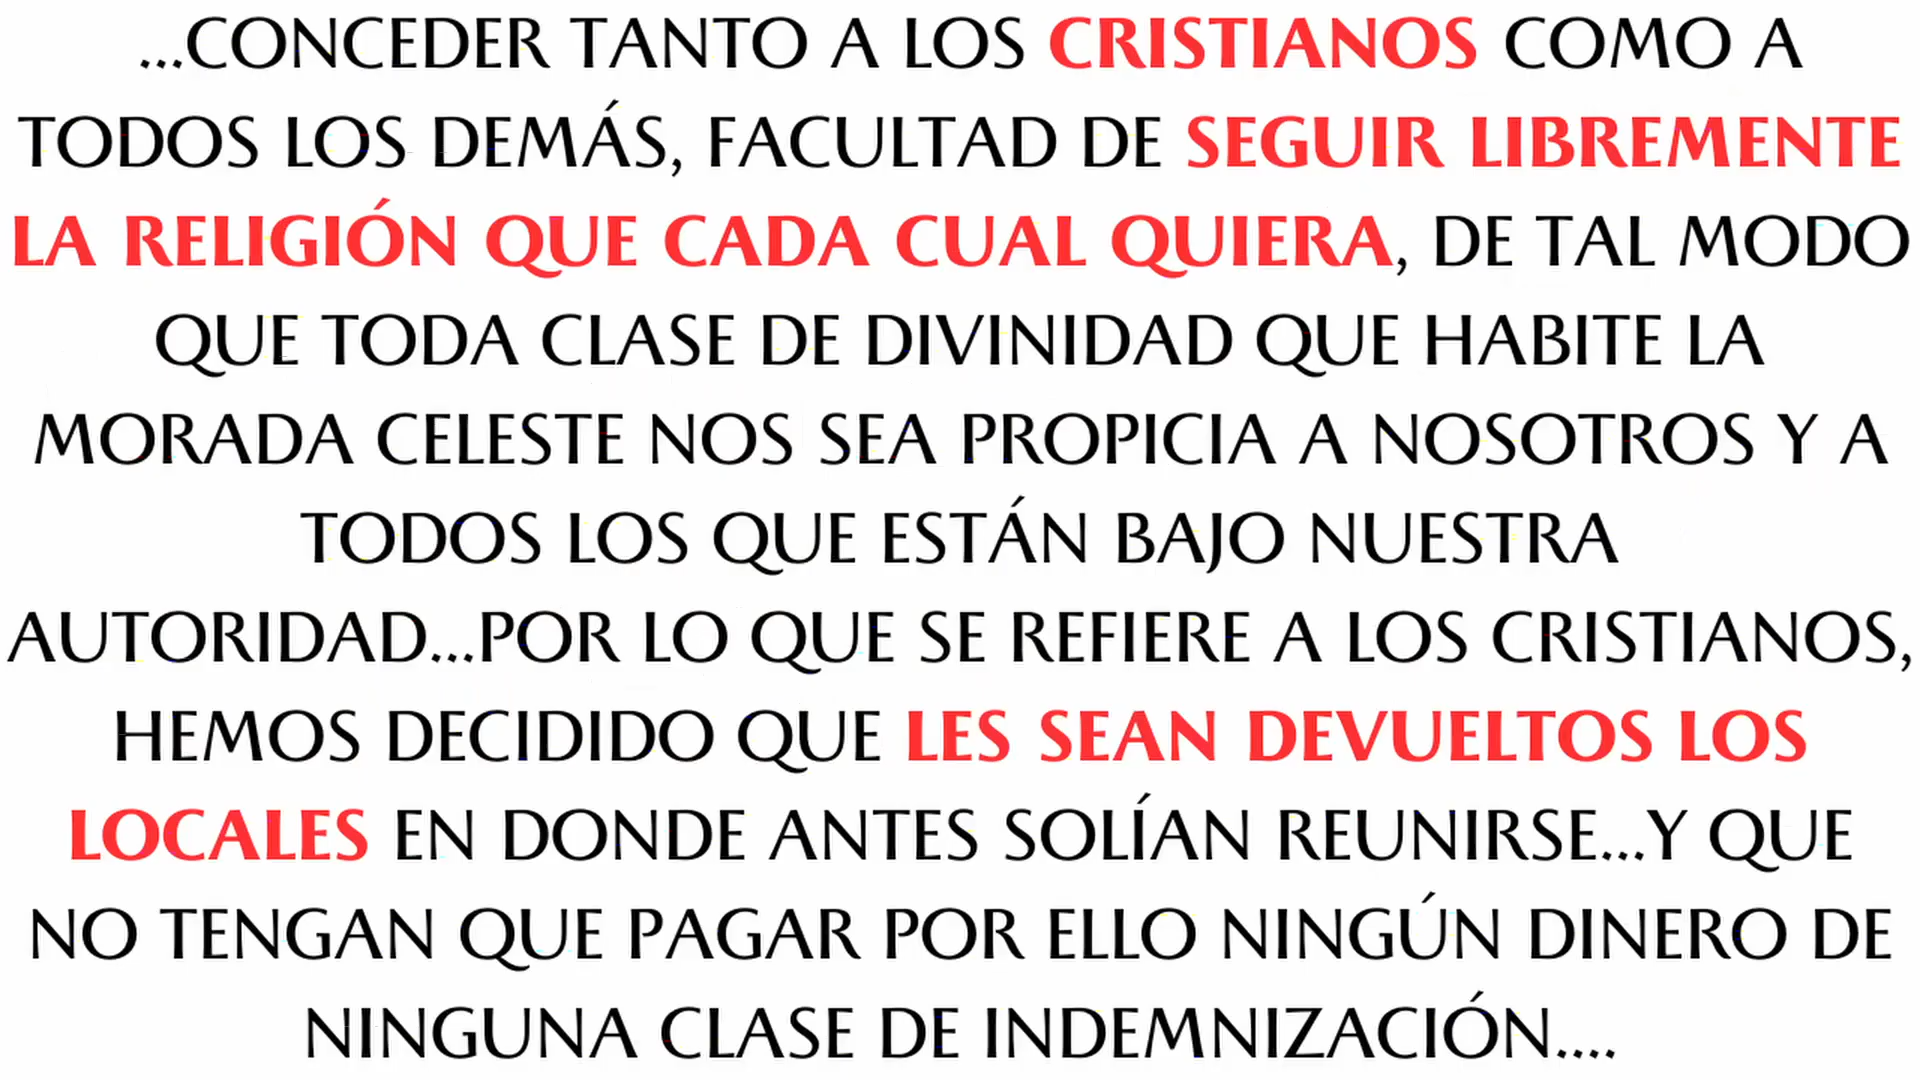 ...CONCEDER TANTO A LOS CRISTIANOS COMO A
TODOS LOS DEMÁS, FACULTAD DE SEGUIR LIBREMENTE
LA RELIGIÓN QUE CADA CUAL QUIERA, DE TAL MODO
QUE TODA CLASE DE DIVINIDAD QUE HABITE LA
MORADA CELESTE NOS SEA PROPICIA A NOSOTROS Y A
TODOS LOS QUE ESTÁN BAJO NUESTRA
AUTORIDAD...POR LO QUE SE REFIERE A LOS CRISTIANOS,
HEMOS DECIDIDO QUE LES SEAN DEVUELTOS LOS
LOCALES EN DONDE ANTES SOLÍAN REUNIRSE...Y QUE
NO TENGAN QUE PAGAR POR ELLO NINGÚN DINERO DE
NINGUNA CLASE DE INDEMNIZACIÓN....